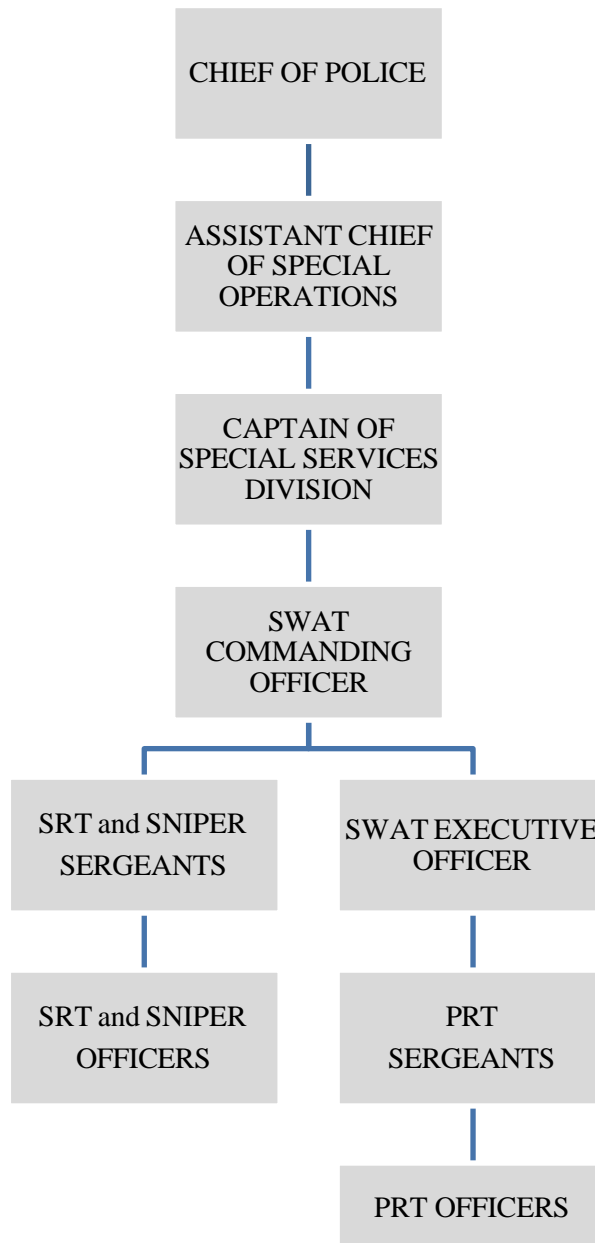 CHIEF OF POLICE
ASSISTANT CHIEF
OF SPECIAL
OPERATIONS
CAPTAIN OF
SPECIAL SERVICES
DIVISION
SWAT
COMMANDING
OFFICER
SRT and SNIPER
SERGEANTS
SWAT EXECUTIVE
OFFICER
SRT and SNIPER
OFFICERS
PRT
SERGEANTS
PRT OFFICERS